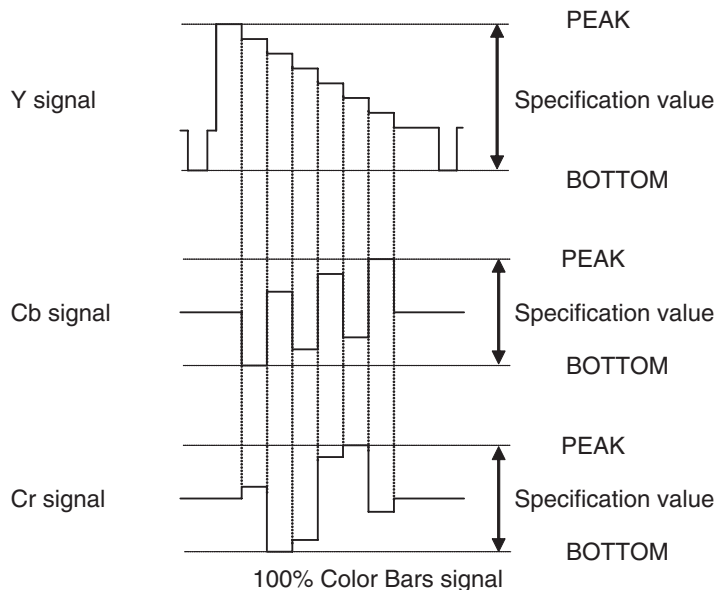 PEAK
Y signal
Specification value
BOTTOM
PEAK
Cb signal
Specification value
BOTTOM
PEAK
Cr signal
Specification value
BOTTOM
100% Color Bars signal